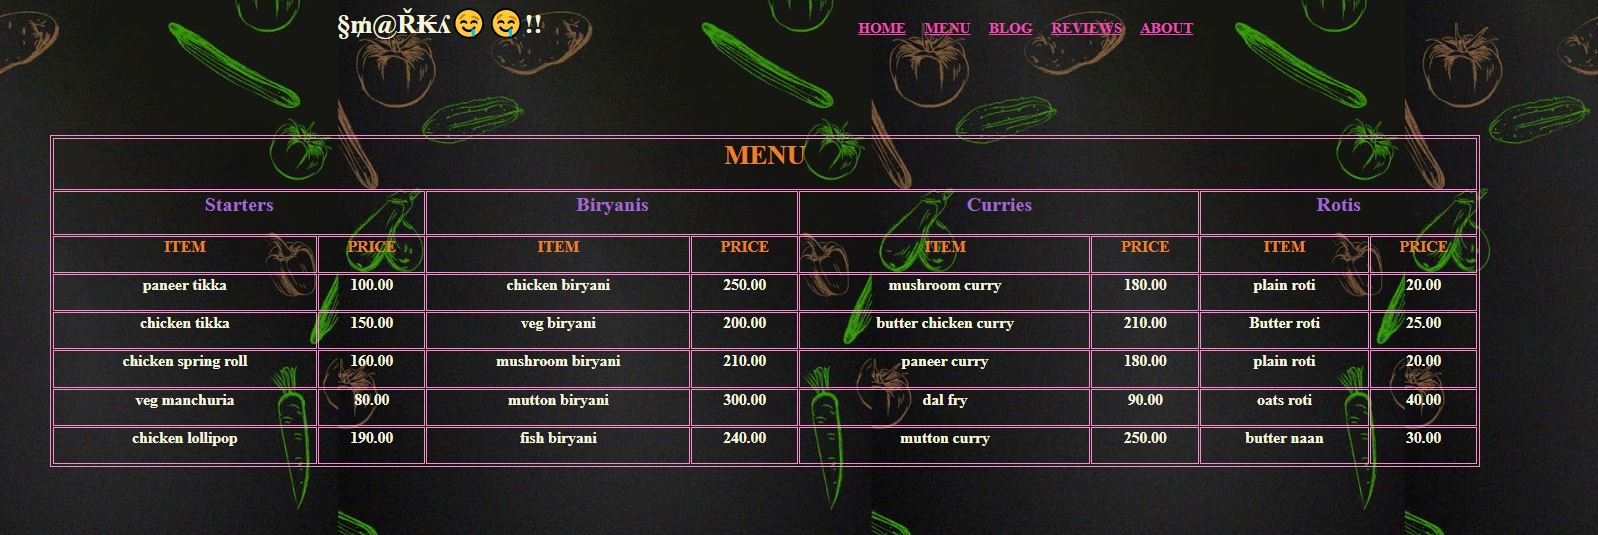 §ḿ@ŘƘʎ🤤🤤!!
HOME MENU BLOG REVIEWS ABOUT
MENU
Starters Biryanis Curries Rotis
ITEM PRICE ITEM PRICE ITEM PRICE ITEM PRICE
paneer tikka 100.00 chicken biryani 250.00 mushroom curry 180.00 plain roti 20.00
chicken tikka 150.00 veg biryani 200.00 butter chicken curry 210.00 Butter roti 25.00
chicken spring roll 160.00 mushroom biryani 210.00 paneer curry 180.00 plain roti 20.00
veg manchuria 80.00 mutton biryani 300.00 dal fry 90.00 oats roti 40.00
chicken lollipop 190.00 fish biryani 240.00 mutton curry 250.00 butter naan 30.00